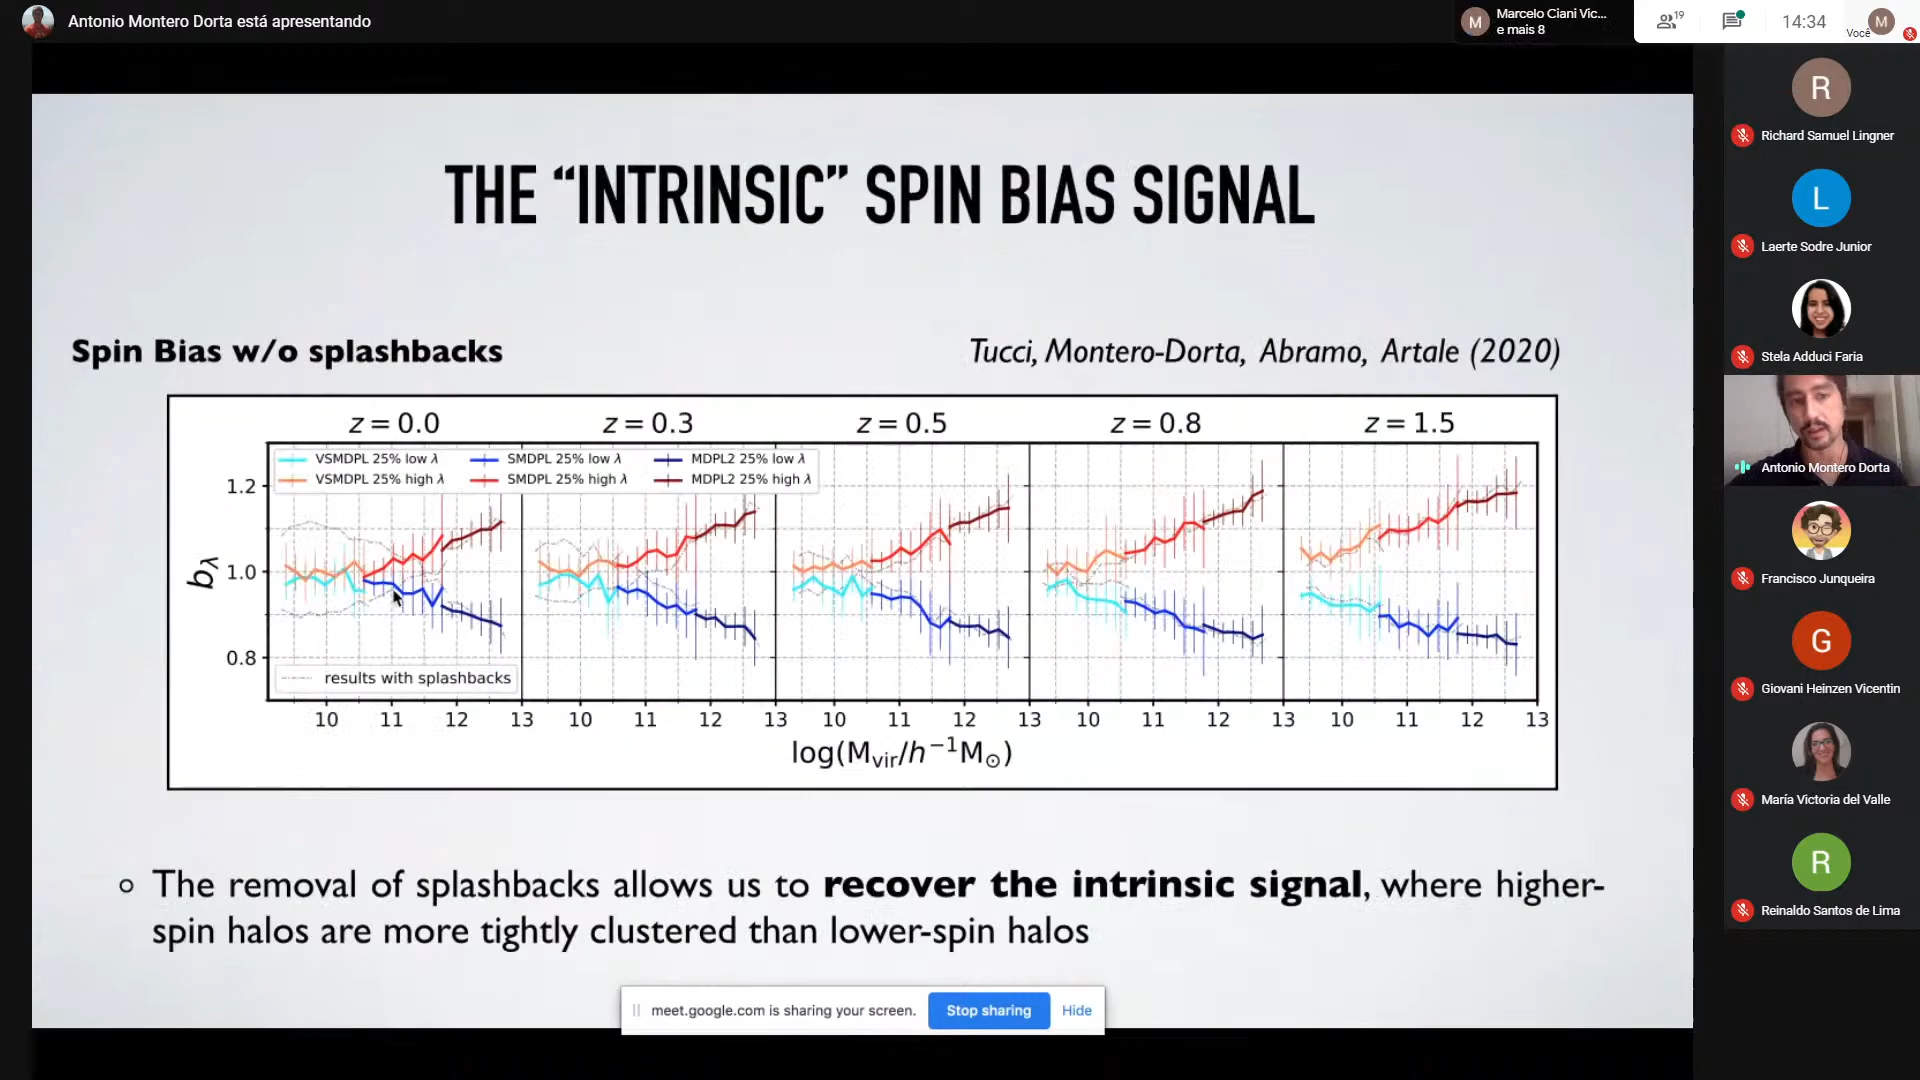 Antonio Montero Dorta está apresentando
M
Marcelo Ciani Vic...
e mais 8
19
14:34
Você
M
THE “INTRINSIC” SPIN BIAS SIGNAL
Spin Bias w/o splashbacks
Tucci, Montero-Dorta, Abramo, Artale (2020)
z = 0.0 z = 0.3 z = 0.5 z = 0.8 z = 1.5
VSMDPL 25% low λ SMDPL 25% low λ MDPL2 25% low λ
VSMDPL 25% high λ SMDPL 25% high λ MDPL2 25% high λ
1.2
1.0
0.8
bλ
results with splashbacks
10 11 12 13 10 11 12 13 10 11 12 13 10 11 12 13 10 11 12 13
log(Mvir/h⁻¹M⊙)
○ The removal of splashbacks allows us to recover the intrinsic signal, where higher-
spin halos are more tightly clustered than lower-spin halos
meet.google.com is sharing your screen. Stop sharing Hide
R
Richard Samuel Lingner
L
Laerte Sodre Junior
Stela Adduci Faria
Antonio Montero Dorta
Francisco Junqueira
G
Giovani Heinzen Vicentin
María Victoria del Valle
R
Reinaldo Santos de Lima